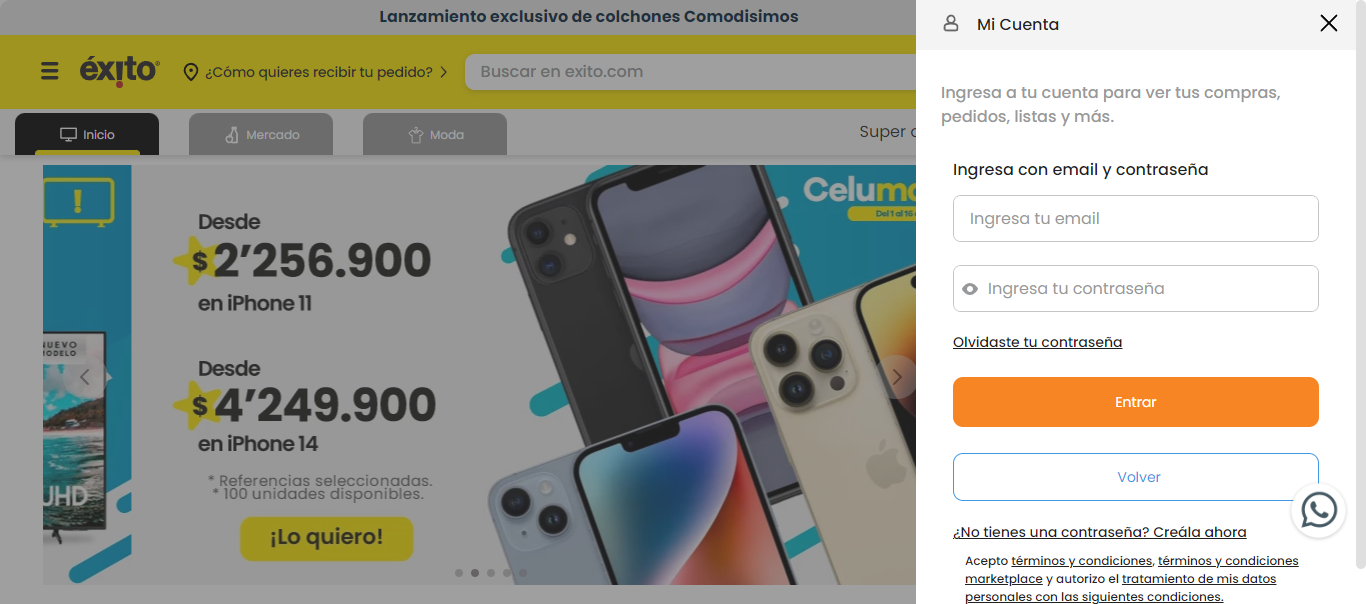 Lanzamiento exclusivo de colchones Comodisimos
éxito
¿Cómo quieres recibir tu pedido?
Buscar en exito.com
Inicio
Mercado
Moda
Super
NUEVO
MODELO
UHD
Desde
$2'256.900
en iPhone 11
Desde
$4'249.900
en iPhone 14
* Referencias seleccionadas.
* 100 unidades disponibles.
¡Lo quiero!
Celuma
Del 1 al 16
Mi Cuenta
Ingresa a tu cuenta para ver tus compras,
pedidos, listas y más.
Ingresa con email y contraseña
Ingresa tu email
Ingresa tu contraseña
Olvidaste tu contraseña
Entrar
Volver
¿No tienes una contraseña? Creála ahora
Acepto términos y condiciones, términos y condiciones
marketplace y autorizo el tratamiento de mis datos
personales con las siguientes condiciones.